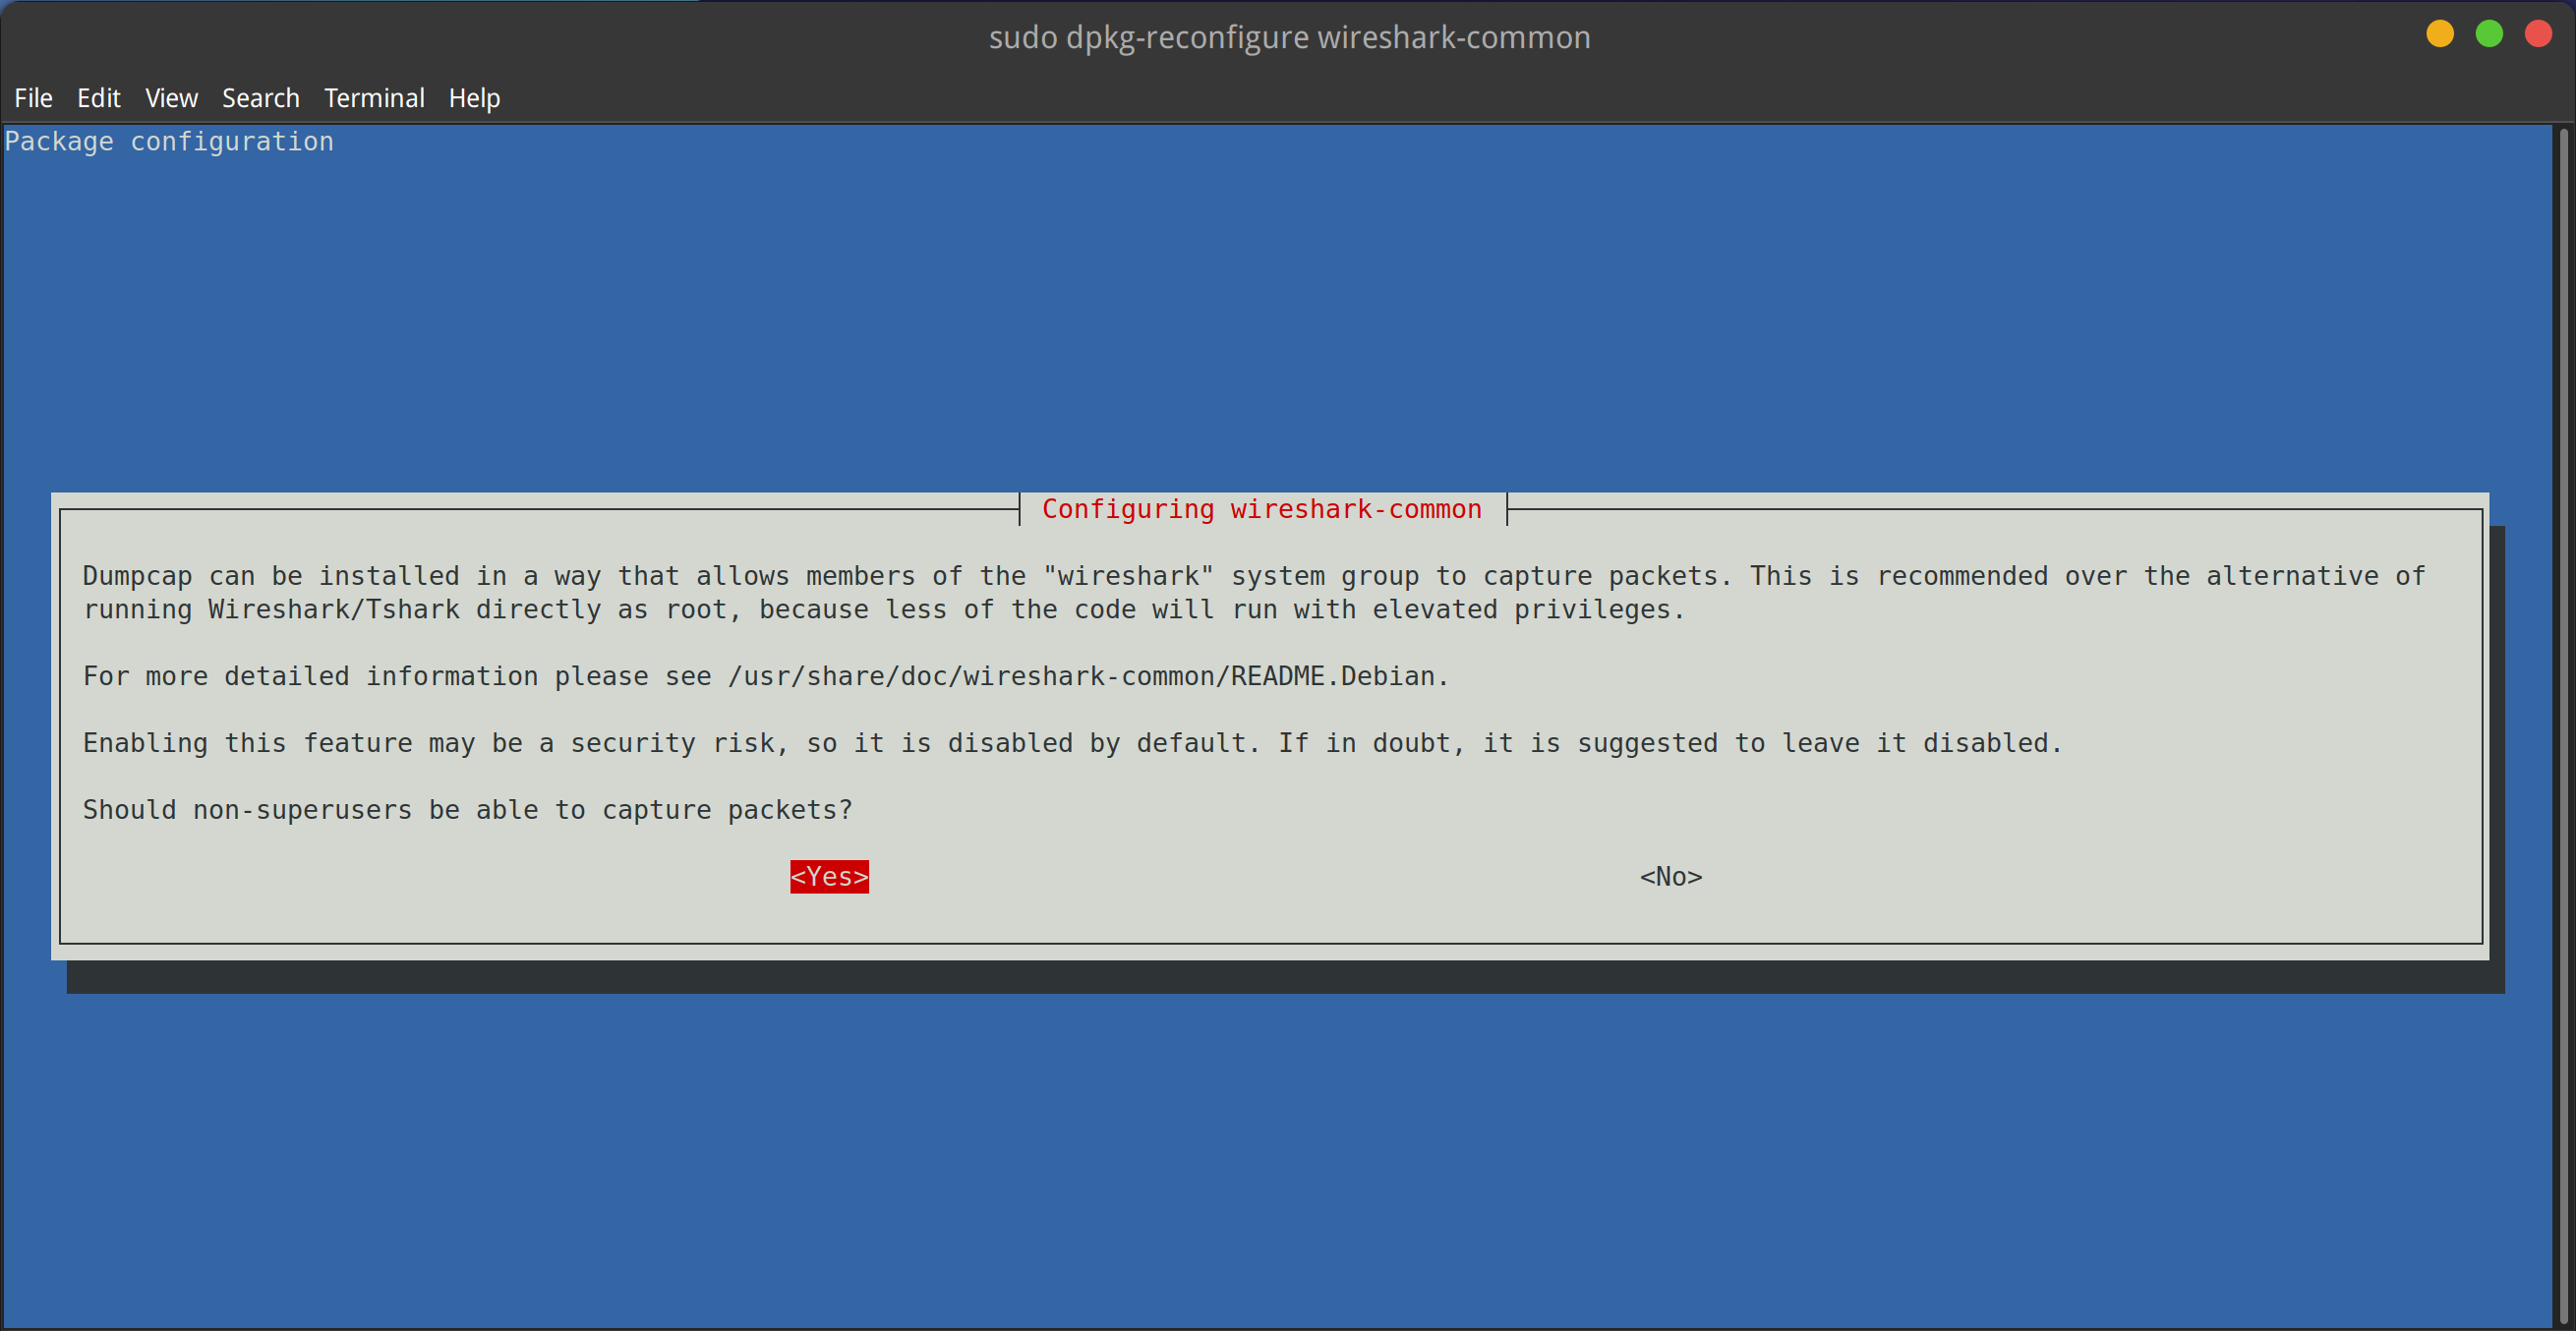 sudo dpkg-reconfigure wireshark-common
File Edit View Search Terminal Help
Package configuration
Configuring wireshark-common
Dumpcap can be installed in a way that allows members of the "wireshark" system group to capture packets. This is recommended over the alternative of
running Wireshark/Tshark directly as root, because less of the code will run with elevated privileges.
For more detailed information please see /usr/share/doc/wireshark-common/README.Debian.
Enabling this feature may be a security risk, so it is disabled by default. If in doubt, it is suggested to leave it disabled.
Should non-superusers be able to capture packets?
<Yes> <No>